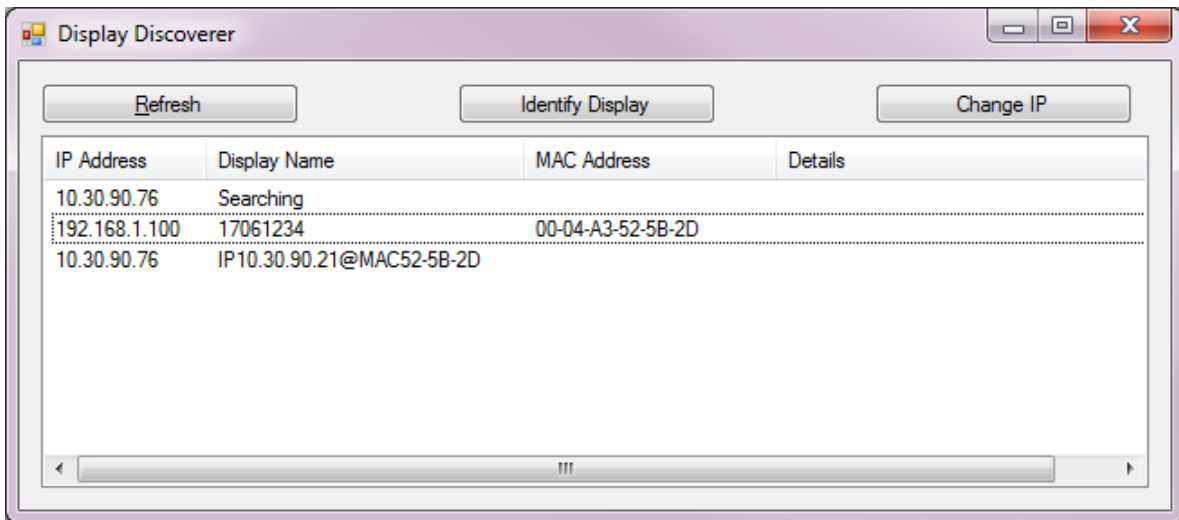 Display Discoverer
Refresh Identify Display Change IP
IP Address Display Name MAC Address Details
10.30.90.76 Searching
192.168.1.100 17061234 00-04-A3-52-5B-2D
10.30.90.76 IP10.30.90.21@MAC52-5B-2D